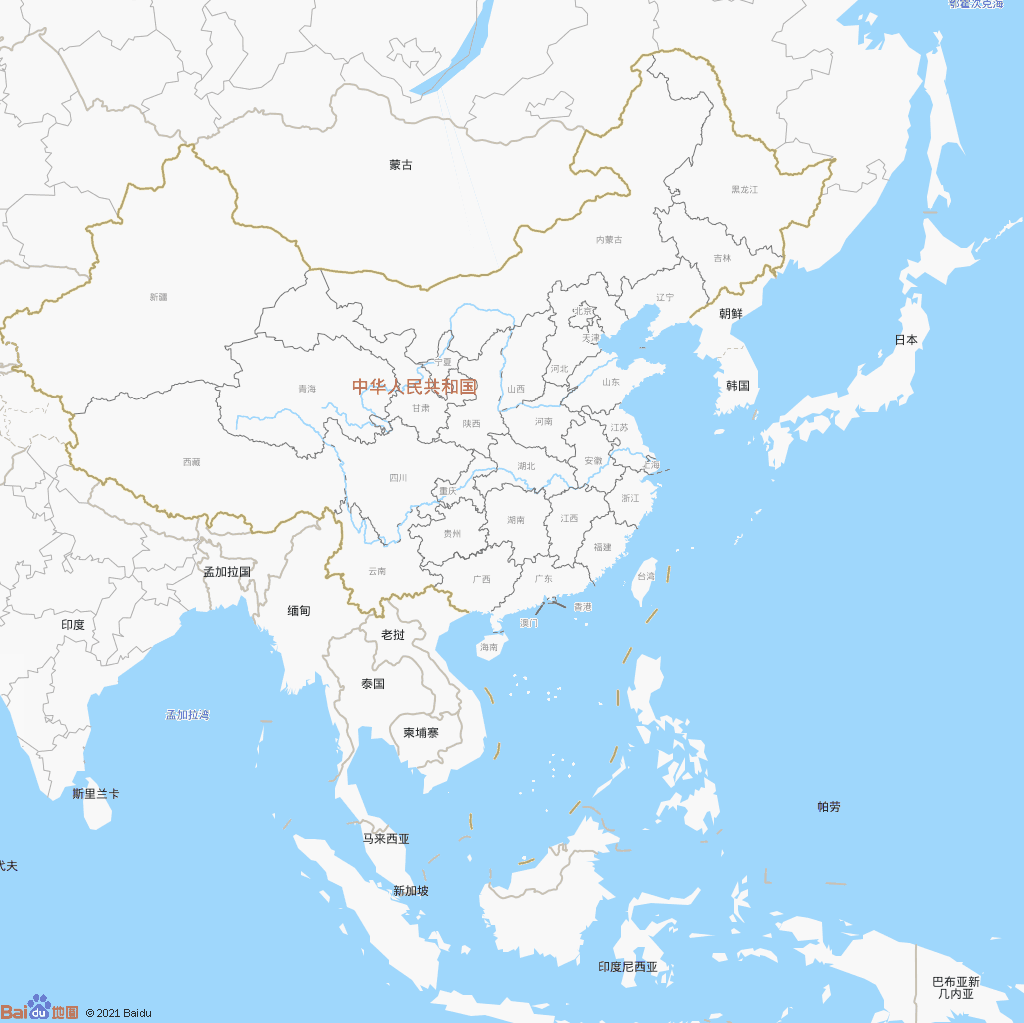 鄂霍次克海
蒙古
黑龙江
内蒙古
吉林
新疆
辽宁
北京
朝鲜
天津
日本
宁夏
河北
中华人民共和国
青海
山西
山东
韩国
甘肃
陕西
河南
江苏
西藏
湖北
安徽
上海
四川
重庆
浙江
湖南
江西
贵州
福建
孟加拉国
云南
广西
广东
台湾
缅甸
香港
印度
澳门
老挝
海南
泰国
孟加拉湾
柬埔寨
斯里兰卡
帕劳
马来西亚
代夫
新加坡
印度尼西亚
巴布亚新
几内亚
Bai du 地图 © 2021 Baidu